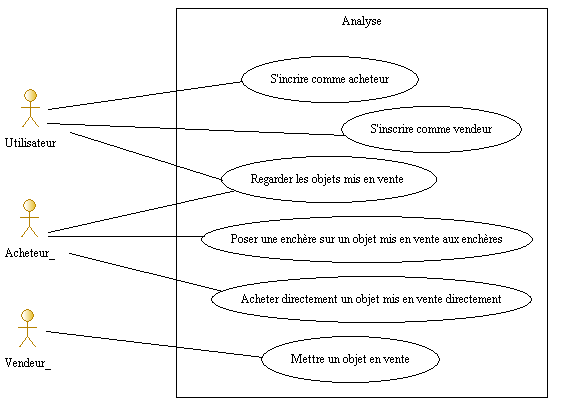 Analyse
S'incrire comme acheteur
S'inscrire comme vendeur
Utilisateur
Regarder les objets mis en vente
Poser une enchère sur un objet mis en vente aux enchères
Acheteur_
Acheter directement un objet mis en vente directement
Mettre un objet en vente
Vendeur_